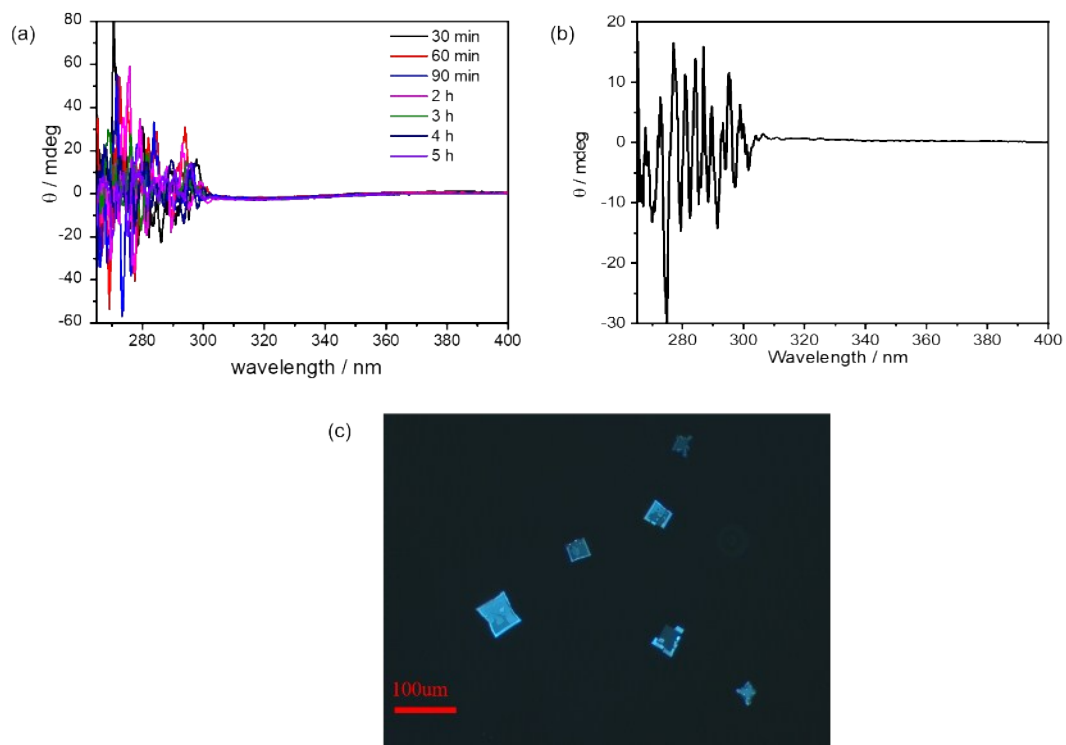 (a)
80
60
40
20
0
-20
-40
-60
θ / mdeg
280
300
320
340
360
380
400
wavelength / nm
30 min
60 min
90 min
2 h
3 h
4 h
5 h
(b)
20
10
0
-10
-20
-30
θ / mdeg
280
300
320
340
360
380
400
Wavelength / nm
(c)
100um